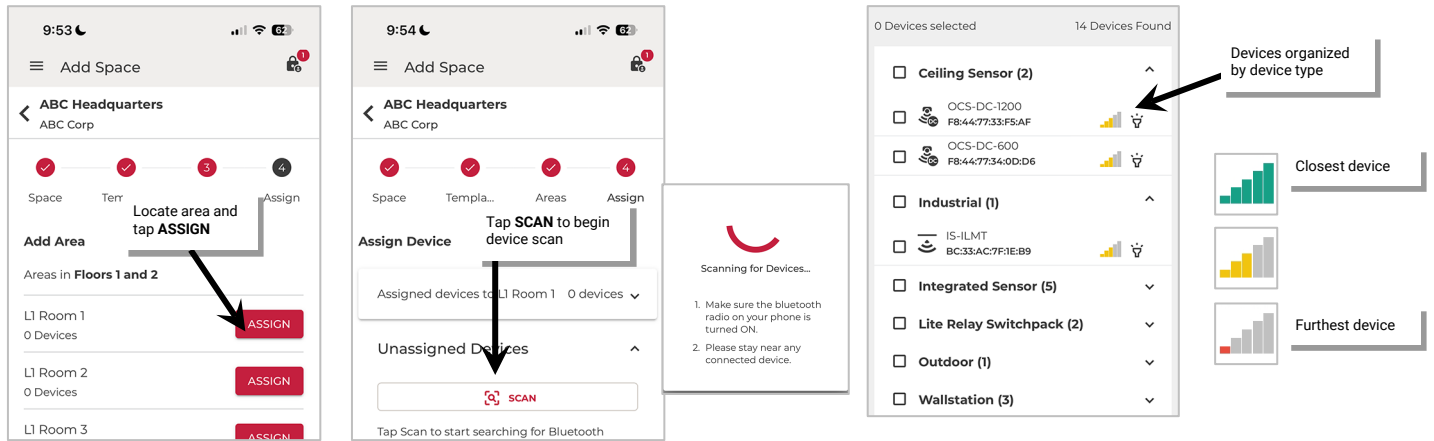 9:53
62
Add Space
1
ABC Headquarters
ABC Corp
3
4
Space
Tem
Assign
Locate area and
tap ASSIGN
Add Area
Areas in Floors 1 and 2
L1 Room 1
0 Devices
ASSIGN
L1 Room 2
0 Devices
ASSIGN
L1 Room 3
ASSIGN
9:54
62
Add Space
1
ABC Headquarters
ABC Corp
4
Space
Templa...
Areas
Assign
Tap SCAN to begin
device scan
Assign Device
Assigned devices to L1 Room 1 0 devices
Unassigned Devices
SCAN
Tap Scan to start searching for Bluetooth
Scanning for Devices...
1. Make sure the bluetooth
radio on your phone is
turned ON.
2. Please stay near any
connected device.
0 Devices selected
14 Devices Found
Ceiling Sensor (2)
OCS-DC-1200
DC
F8:44:77:33:F5:AF
OCS-DC-600
DC
F8:44:77:34:0D:D6
Industrial (1)
IS-ILMT
BC:33:AC:7F:1E:B9
Integrated Sensor (5)
Lite Relay Switchpack (2)
Outdoor (1)
Wallstation (3)
Devices organized
by device type
Closest device
Furthest device